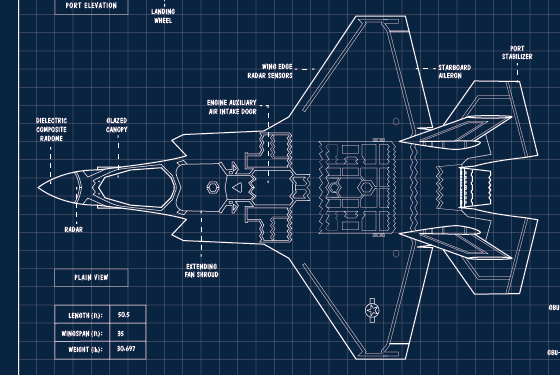 PORT ELEVATION
LANDING
WHEEL
PORT
STABILIZER
WING EDGE
RADAR SENSORS
STARBOARD
AILERON
ENGINE AUXILIARY
AIR INTAKE DOOR
DIELECTRIC
COMPOSITE
RADOME
GLAZED
CANOPY
RADAR
EXTENDING
FAN SHROUD
PLAIN VIEW
LENGTH (ft): 50.5
WINGSPAN (ft): 35
WEIGHT (lb): 30,697
GBU-